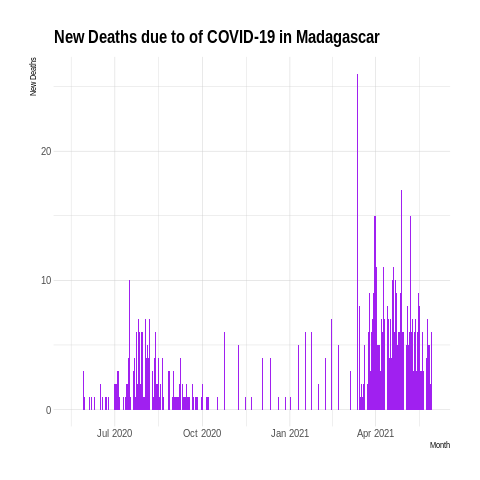 New Deaths due to of COVID-19 in Madagascar
New Deaths
20
10
0
Jul 2020
Oct 2020
Jan 2021
Apr 2021
Month